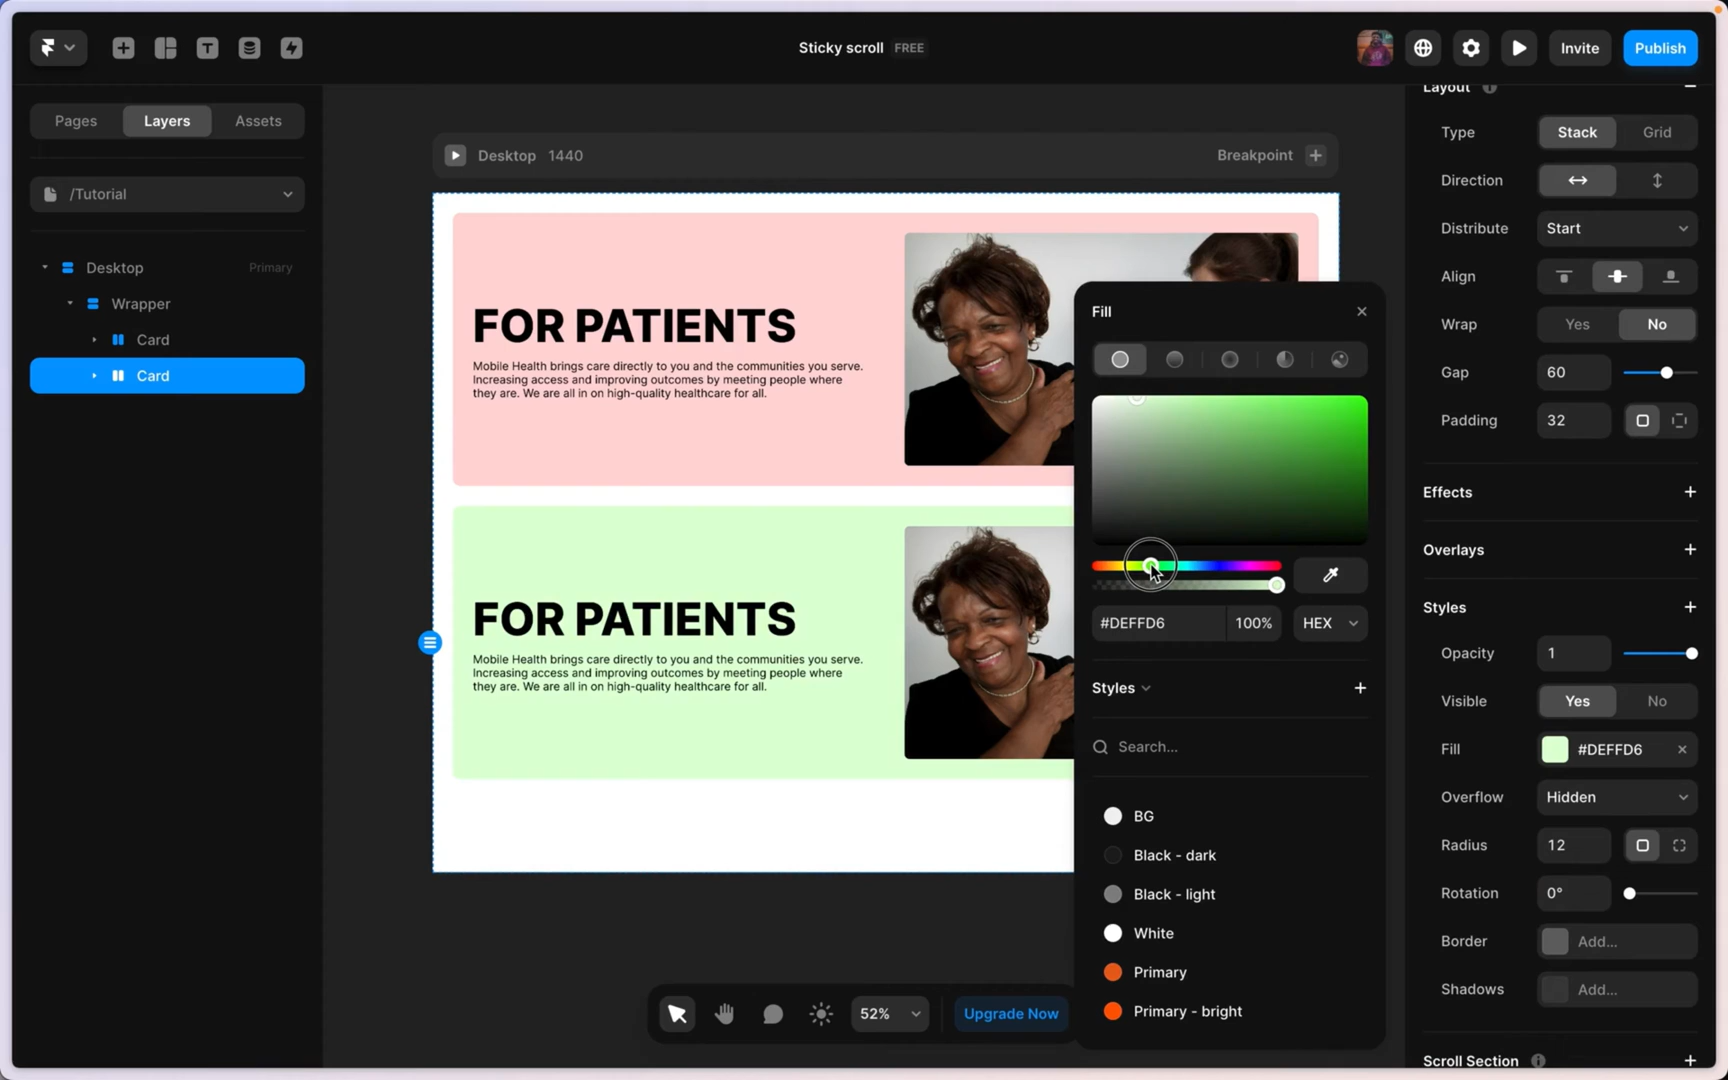 Sticky scroll FREE
Invite
Publish
Pages
Layers
Assets
/Tutorial
Desktop
Primary
Wrapper
Card
Card
Desktop 1440
Breakpoint
FOR PATIENTS
Mobile Health brings care directly to you and the communities you serve.
Increasing access and improving outcomes by meeting people where
they are. We are all in on high-quality healthcare for all.
FOR PATIENTS
Mobile Health brings care directly to you and the communities you serve.
Increasing access and improving outcomes by meeting people where
they are. We are all in on high-quality healthcare for all.
52%
Upgrade Now
Fill
#DEFFD6
100%
HEX
Styles
Search...
BG
Black - dark
Black - light
White
Primary
Primary - bright
Layout
Type
Stack
Grid
Direction
Distribute
Start
Align
Wrap
Yes
No
Gap
60
Padding
32
Effects
Overlays
Styles
Opacity
1
Visible
Yes
No
Fill
#DEFFD6
Overflow
Hidden
Radius
12
Rotation
0°
Border
Add...
Shadows
Add...
Scroll Section